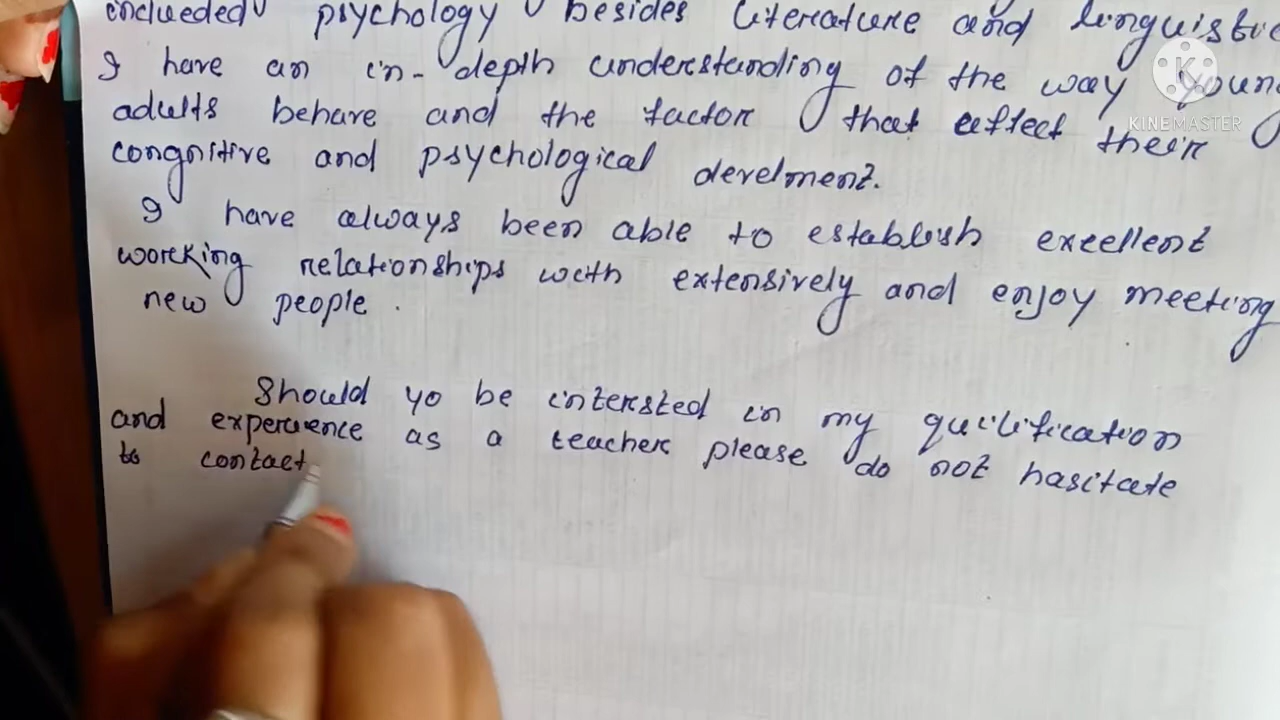 inclueded psychology besides literature and linguistic
I have an in-depth understanding of the way young
adults behave and the factor that effect their
congnitive and psychological develment.
I have always been able to establish excellent
working relationships with extensively and enjoy meeting
new people.
Should yo be intersted in my quilification
and experience as a teacher please do not hasitate
to contact
K
KINEMASTER